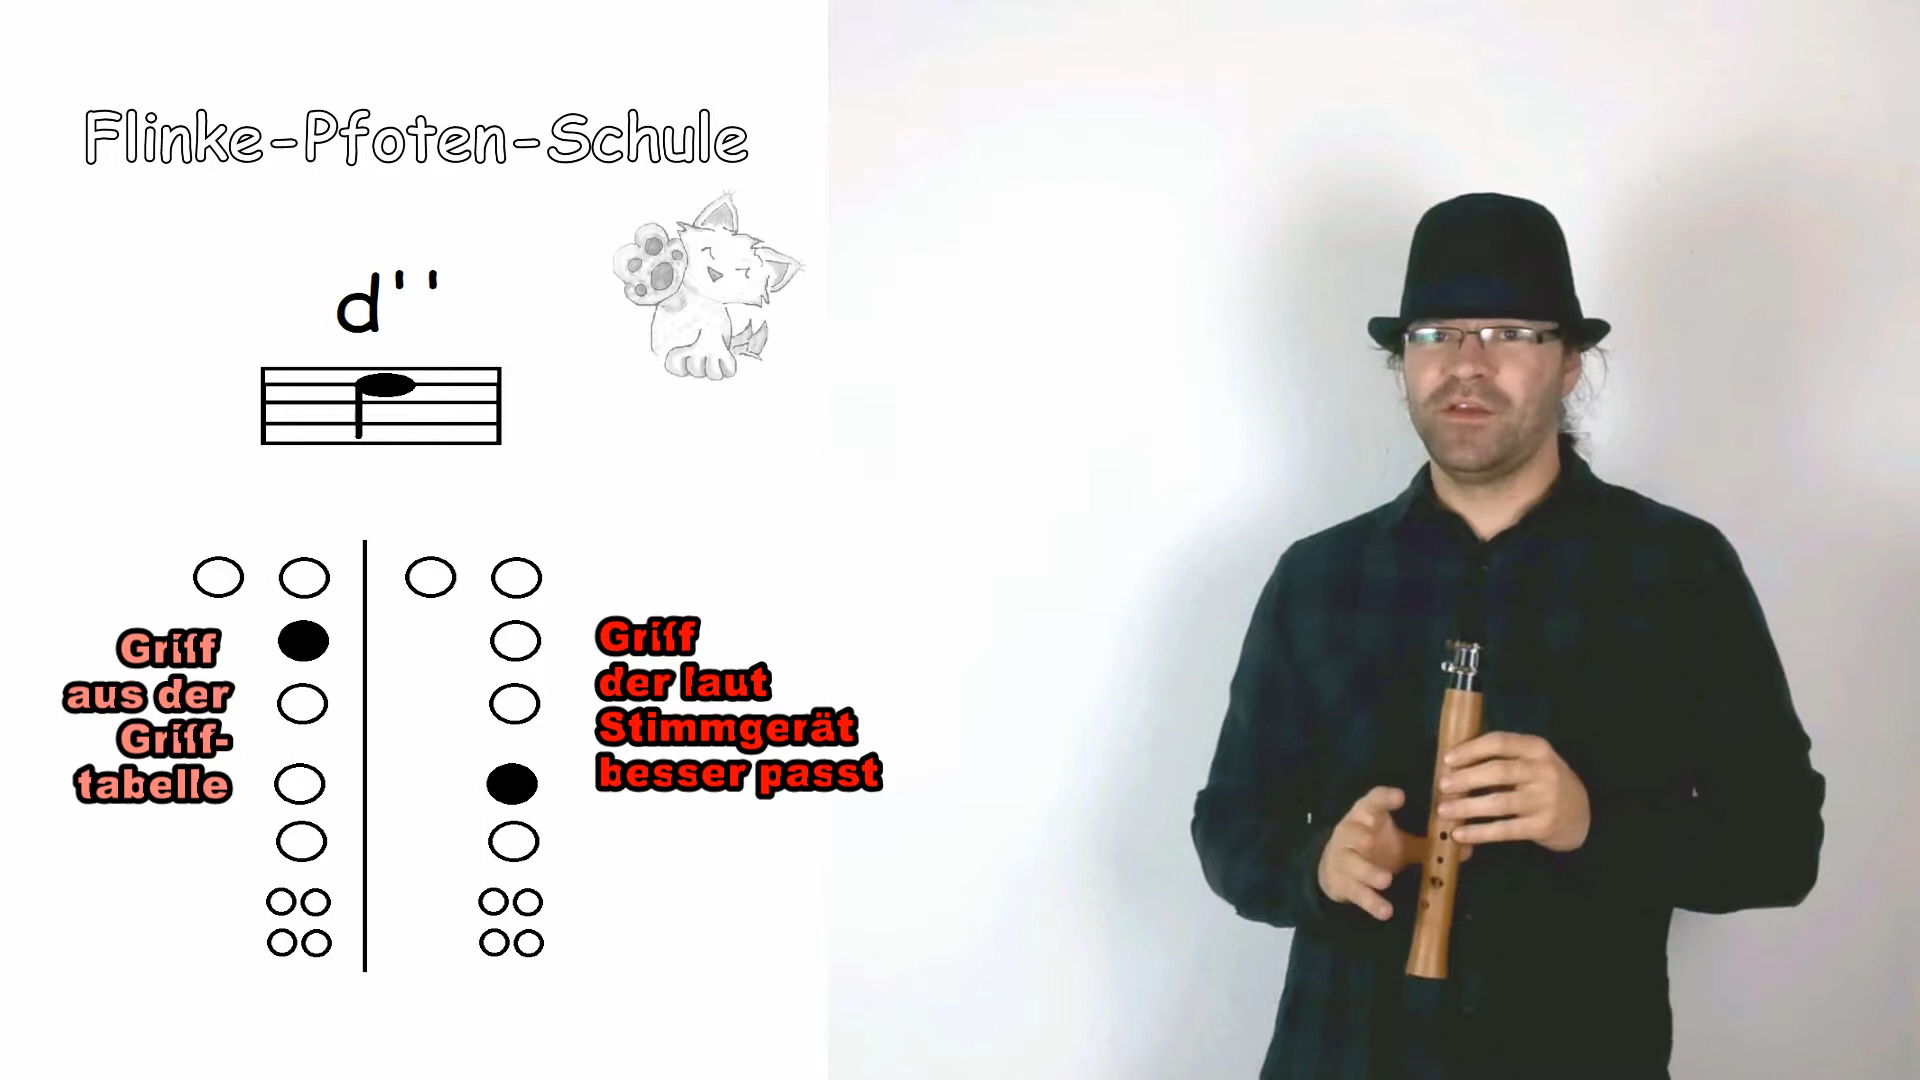 Flinke-Pfoten-Schule
d''
Griff
aus der
Griff-
tabelle
Griff
der laut
Stimmgerät
besser passt